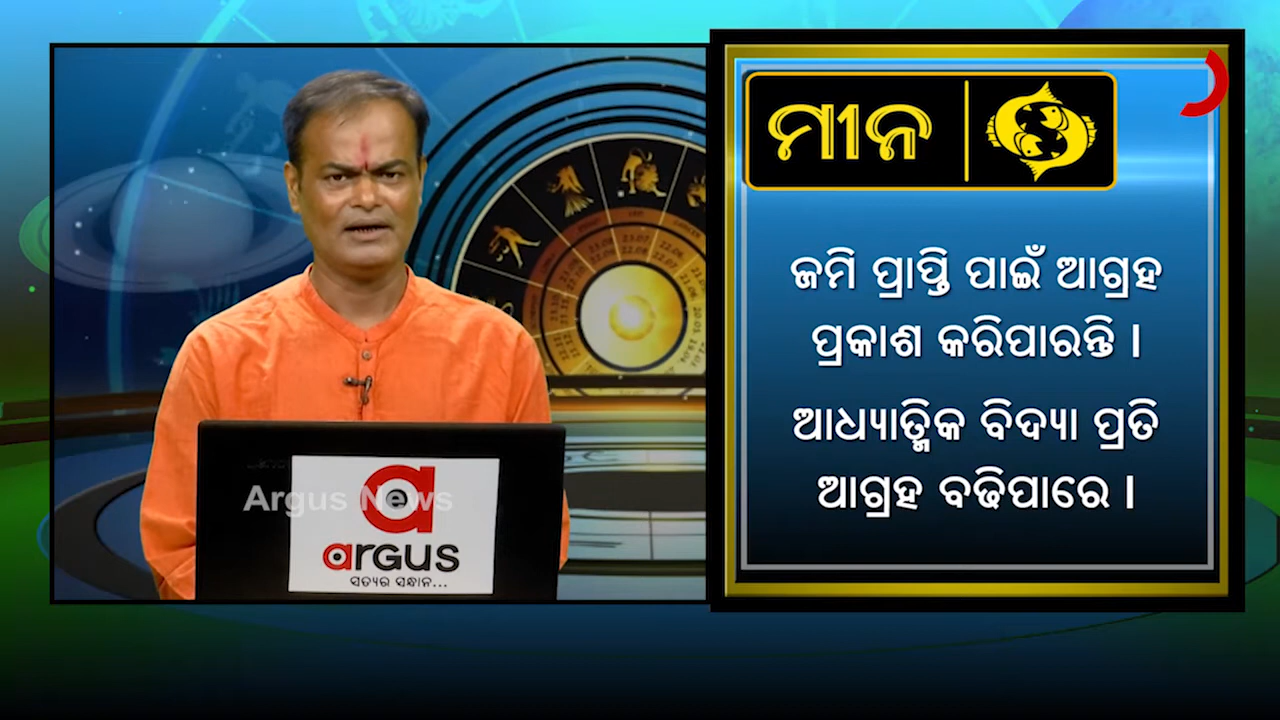 ମୀନ
ଜମି ପ୍ରାପ୍ତି ପାଇଁ ଆଗ୍ରହ
ପ୍ରକାଶ କରିପାରନ୍ତି ।
ଆଧ୍ୟାତ୍ମିକ ବିଦ୍ୟା ପ୍ରତି
ଆଗ୍ରହ ବଢିପାରେ ।
Argus News
a
argus
ସତ୍ୟର ସନ୍ଧାନ...